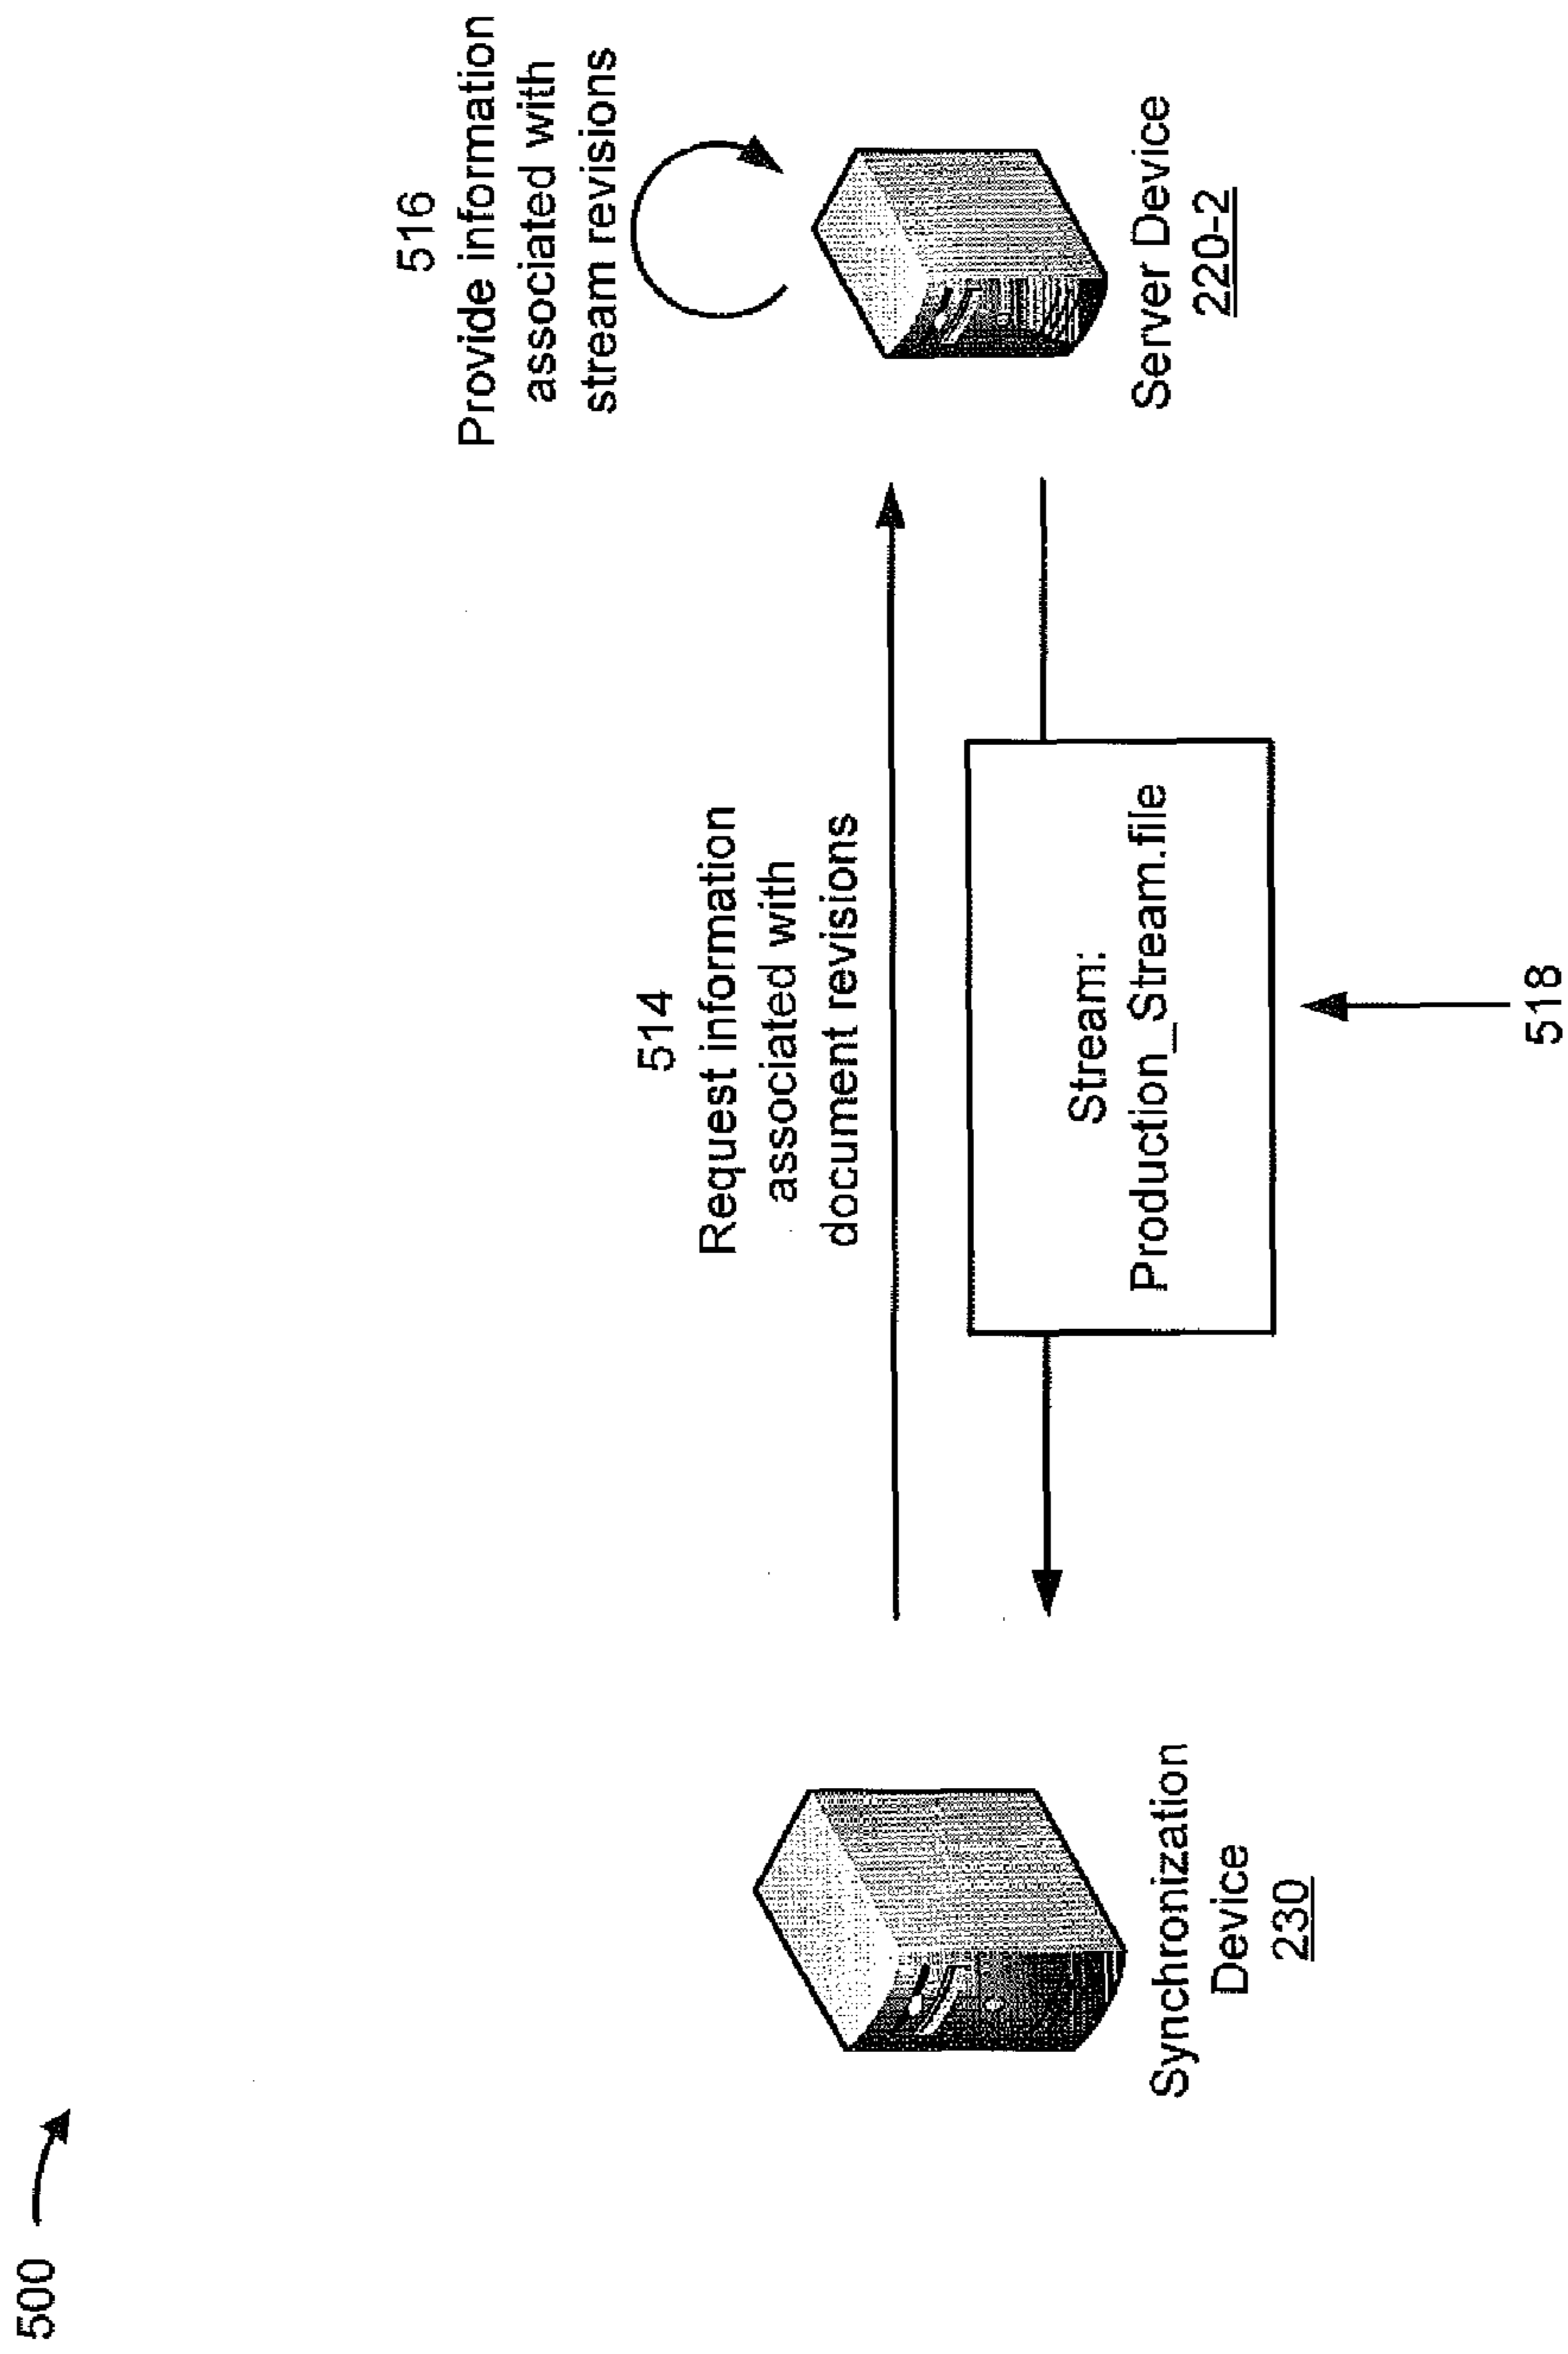 500
514
Request information
associated with
document revisions
516
Provide information
associated with
stream revisions
Stream:
Production_Stream.file
518
Synchronization
Device
230
Server Device
220-2